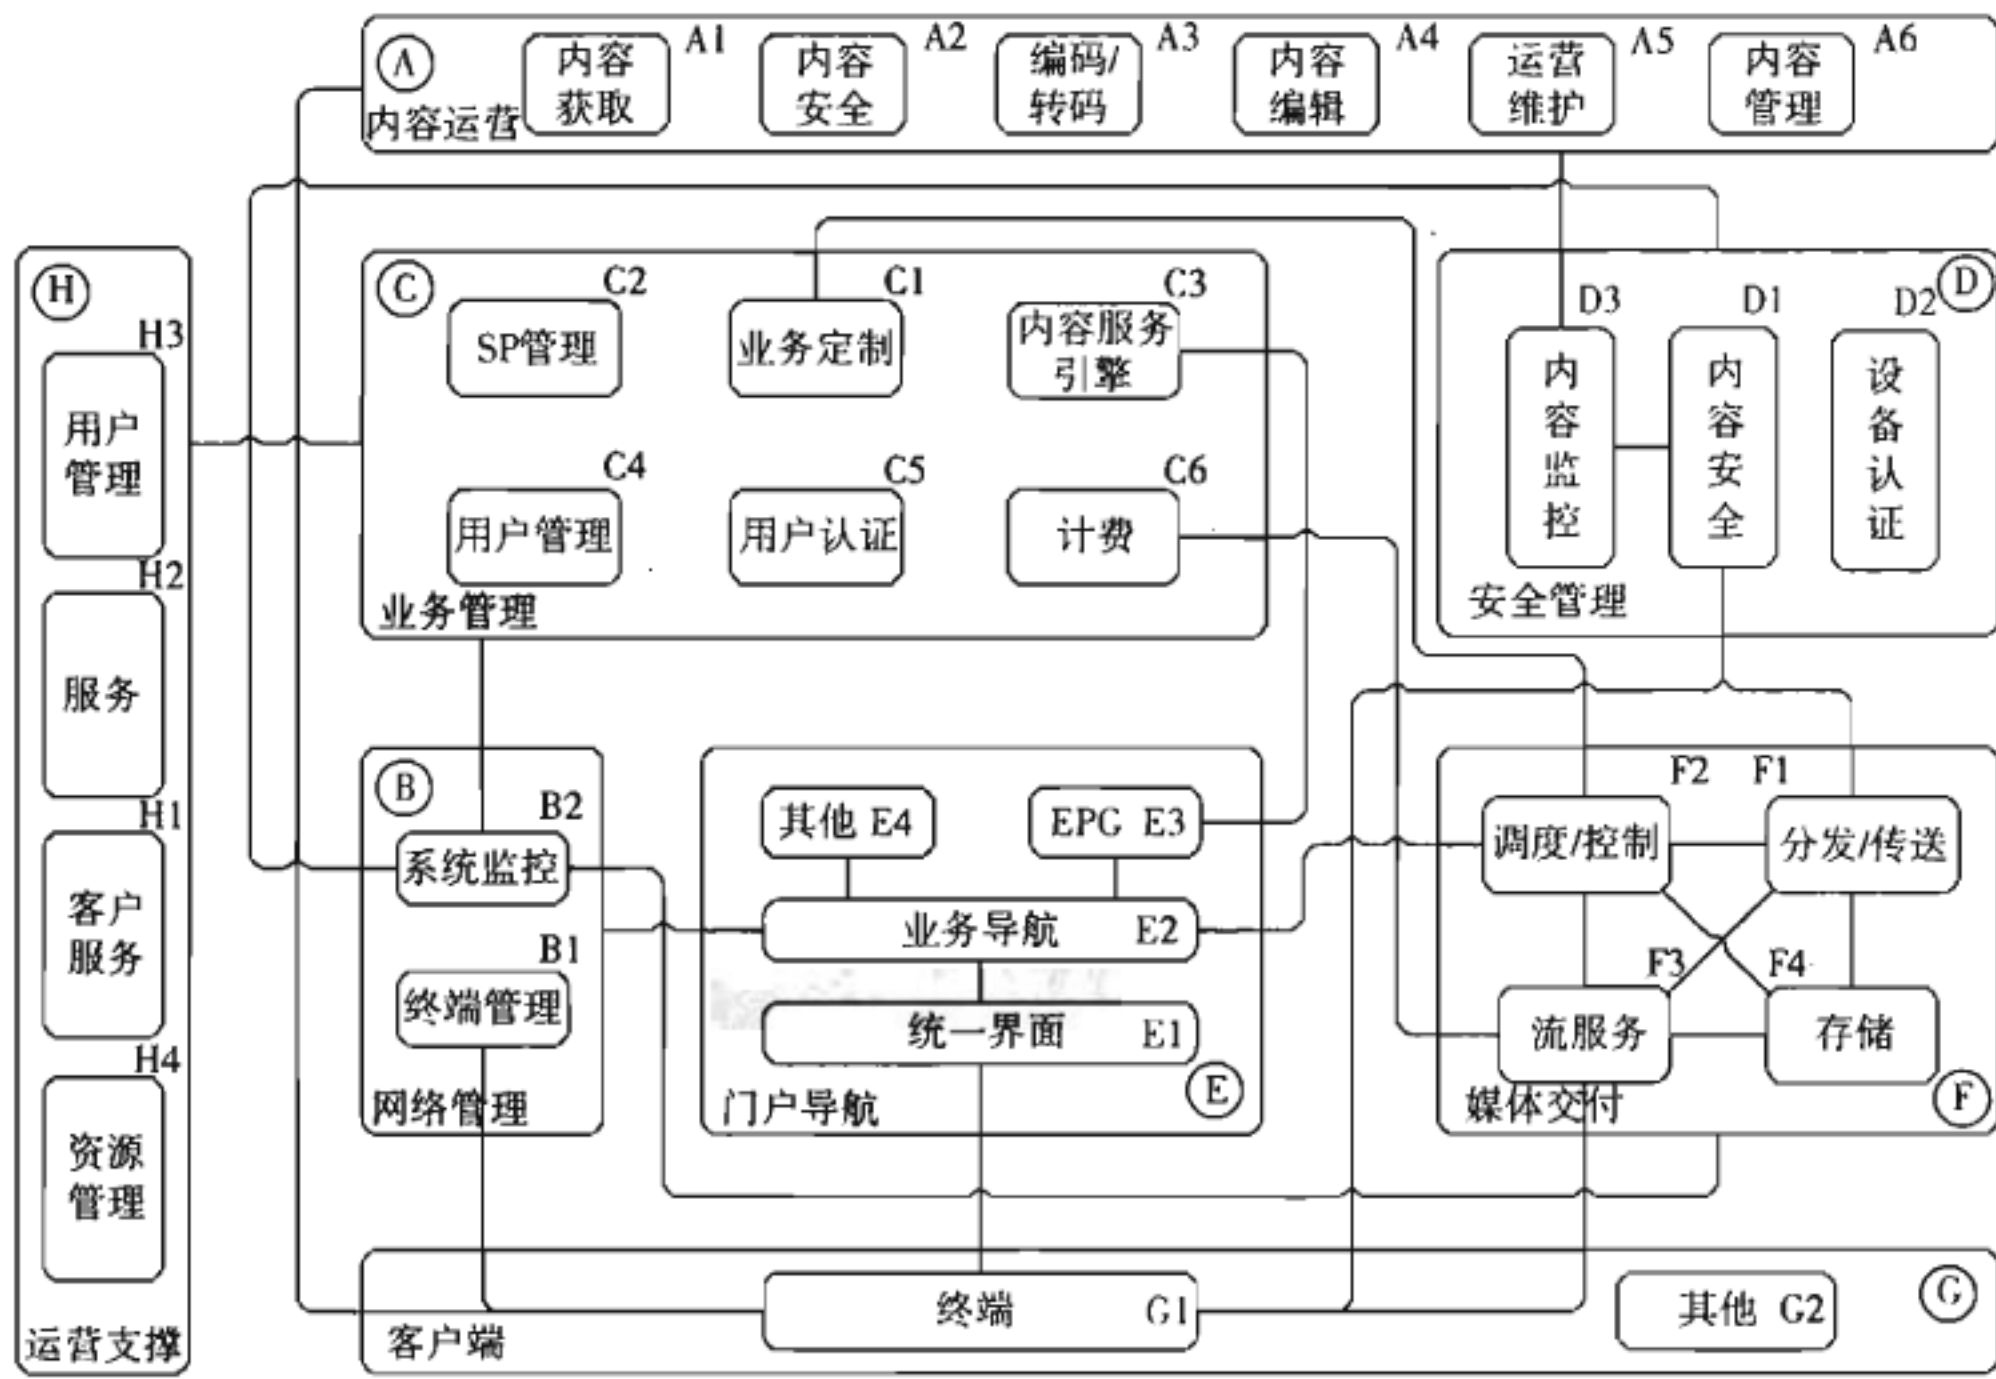 A
内容运营
内容
获取
A1
内容
安全
A2
编码/
转码
A3
内容
编辑
A4
运营
维护
A5
内容
管理
A6
H
H3
用户
管理
H2
服务
H1
客户
服务
H4
资源
管理
运营支撑
C
C2
SP管理
C1
业务定制
C3
内容服务
引擎
C4
用户管理
C5
用户认证
C6
计费
业务管理
D
D3
内容监控
D1
内容安全
D2
设备认证
安全管理
B
B2
系统监控
B1
终端管理
网络管理
其他 E4
EPG E3
业务导航 E2
统一界面 E1
E
门户导航
F2
调度/控制
F1
分发/传送
F3
流服务
F4
存储
媒体交付
F
终端 G1
其他 G2
G
客户端